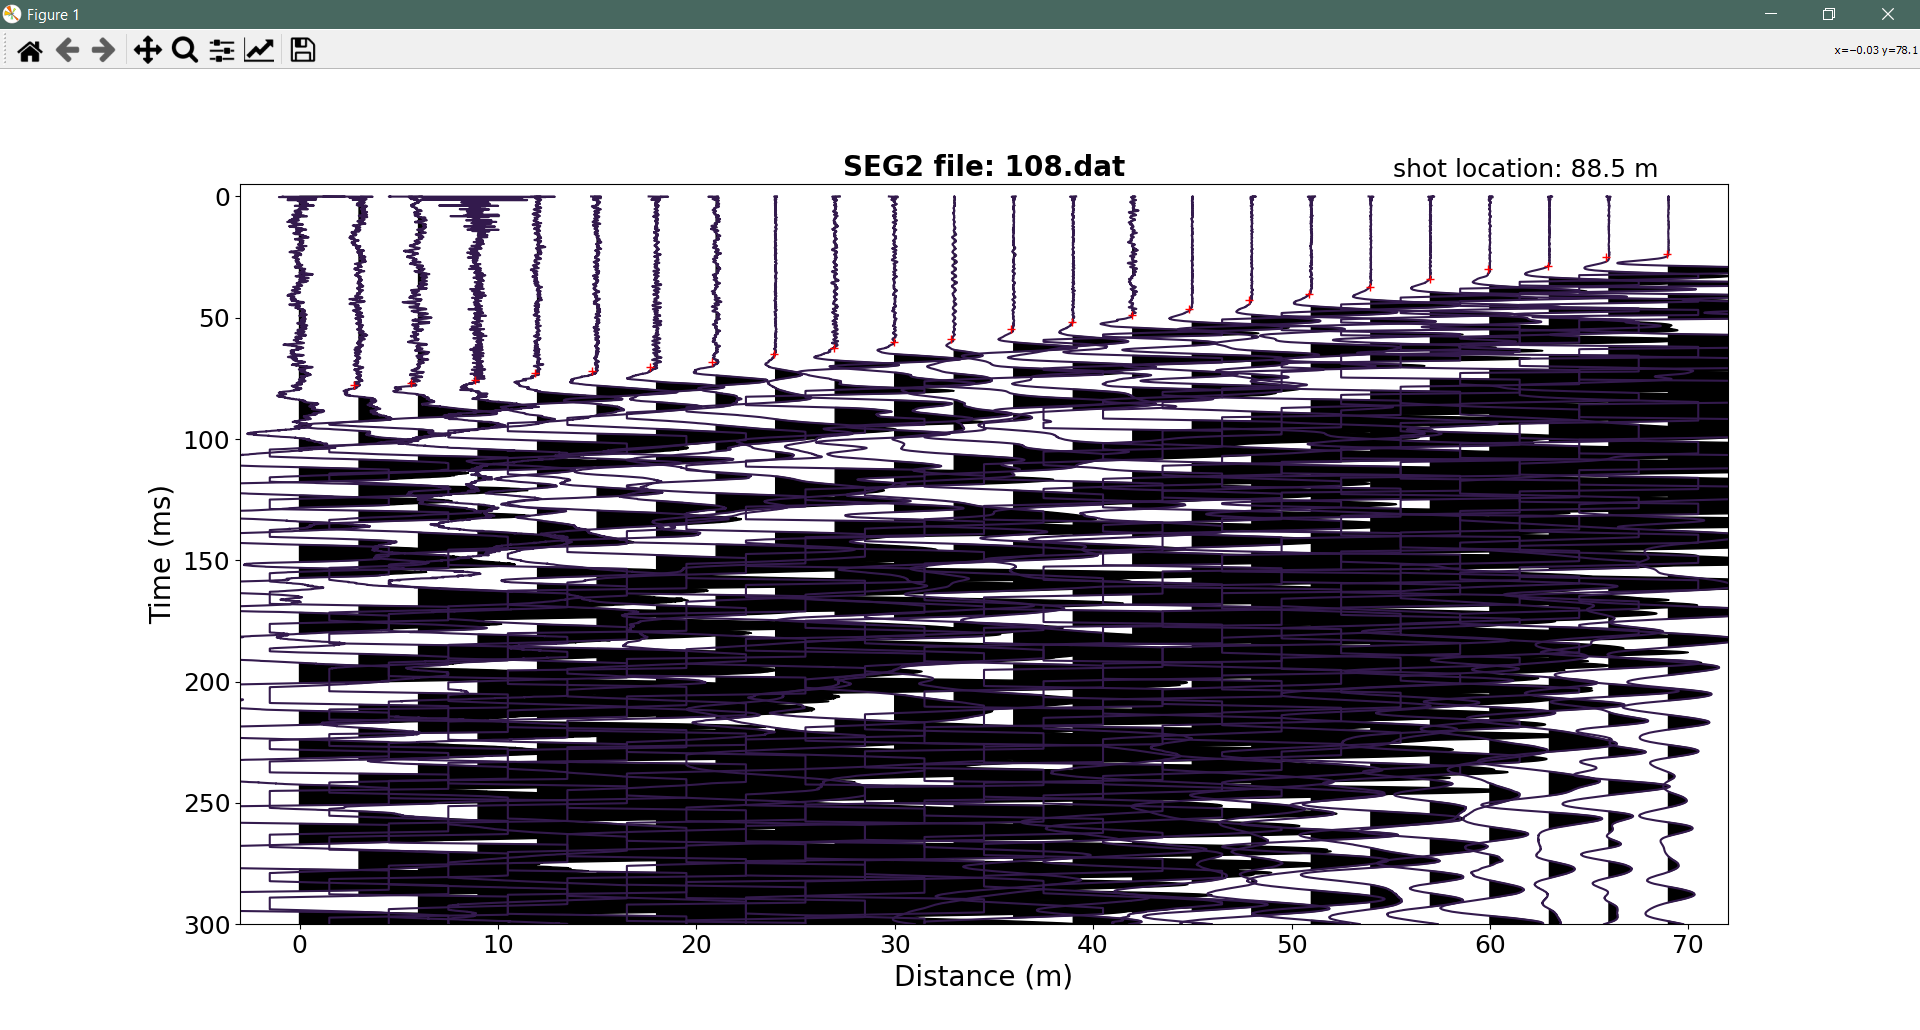 Figure 1
x=−0.03 y=78.1
SEG2 file: 108.dat
shot location: 88.5 m
0
50
100
150
200
250
300
Time (ms)
0 10 20 30 40 50 60 70
Distance (m)